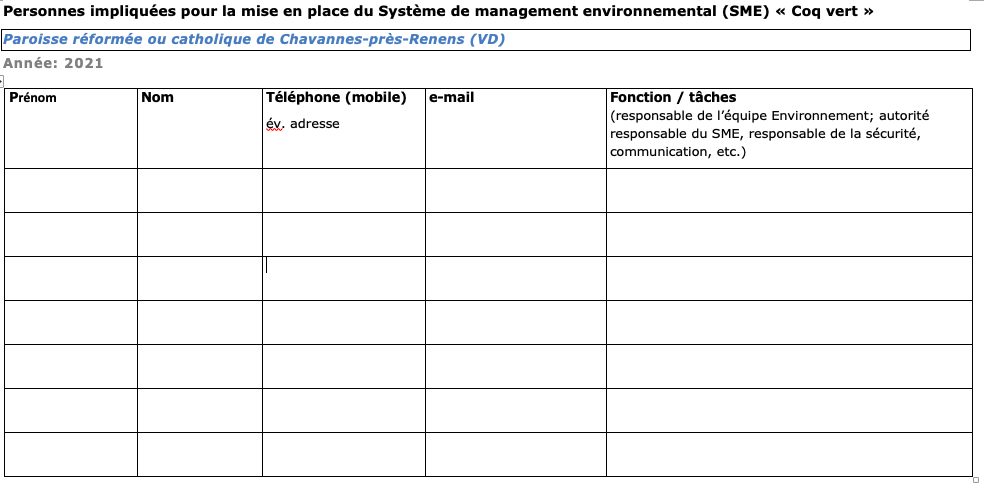 Personnes impliquées pour la mise en place du Système de management environnemental (SME) « Coq vert »
Paroisse réformée ou catholique de Chavannes-près-Renens (VD)
Année: 2021
Prénom
Nom
Téléphone (mobile)
év. adresse
e-mail
Fonction / tâches
(responsable de l’équipe Environnement; autorité
responsable du SME, responsable de la sécurité,
communication, etc.)